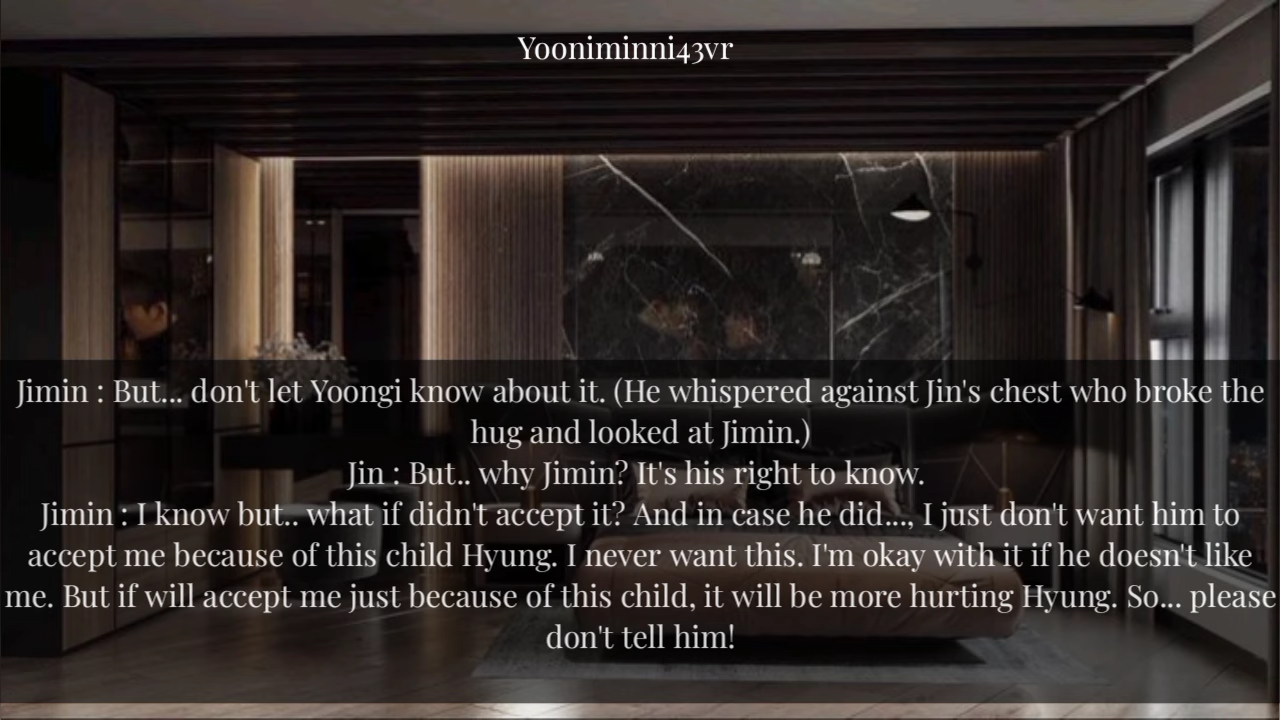 Yooniminni43vr
Jimin : But... don't let Yoongi know about it. (He whispered against Jin's chest who broke the
hug and looked at Jimin.)
Jin : But.. why Jimin? It's his right to know.
Jimin : I know but.. what if didn't accept it? And in case he did..., I just don't want him to
accept me because of this child Hyung. I never want this. I'm okay with it if he doesn't like
me. But if will accept me just because of this child, it will be more hurting Hyung. So... please
don't tell him!